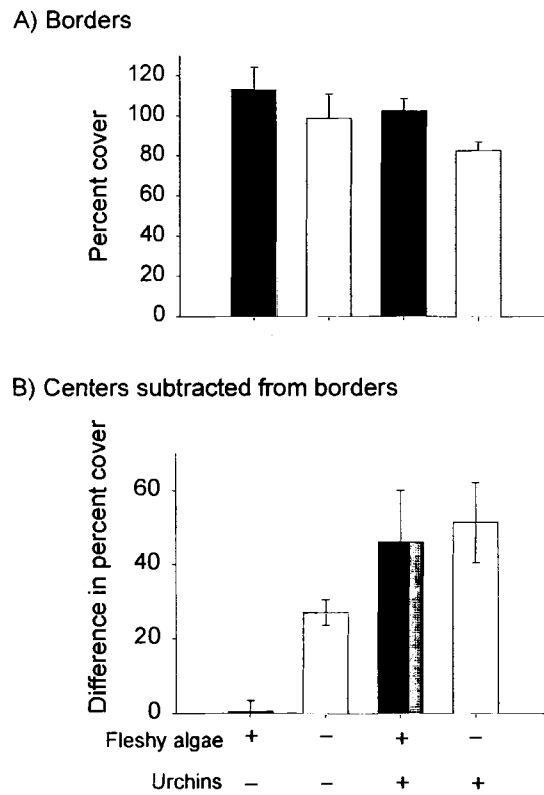 A) Borders
120
100
80
60
40
20
0
Percent cover
B) Centers subtracted from borders
60
40
20
0
Difference in percent cover
Fleshy algae + – + –
Urchins – – + +